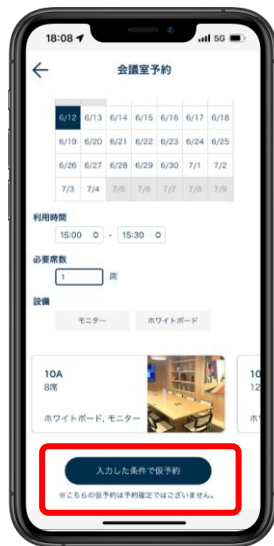 18:08 5G
会議室予約
6/12 6/13 6/14 6/15 6/16 6/17 6/18
6/19 6/20 6/21 6/22 6/23 6/24 6/25
6/26 6/27 6/28 6/29 6/30 7/1 7/2
7/3 7/4 7/5 7/6 7/7 7/8 7/9
利用時間
15:00 - 15:30
必要席数
1 席
設備
モニター ホワイトボード
10A 10
8席 12
ホワイトボード, モニター ホ
入力した条件で仮予約
※こちらの仮予約は予約確定ではございません。